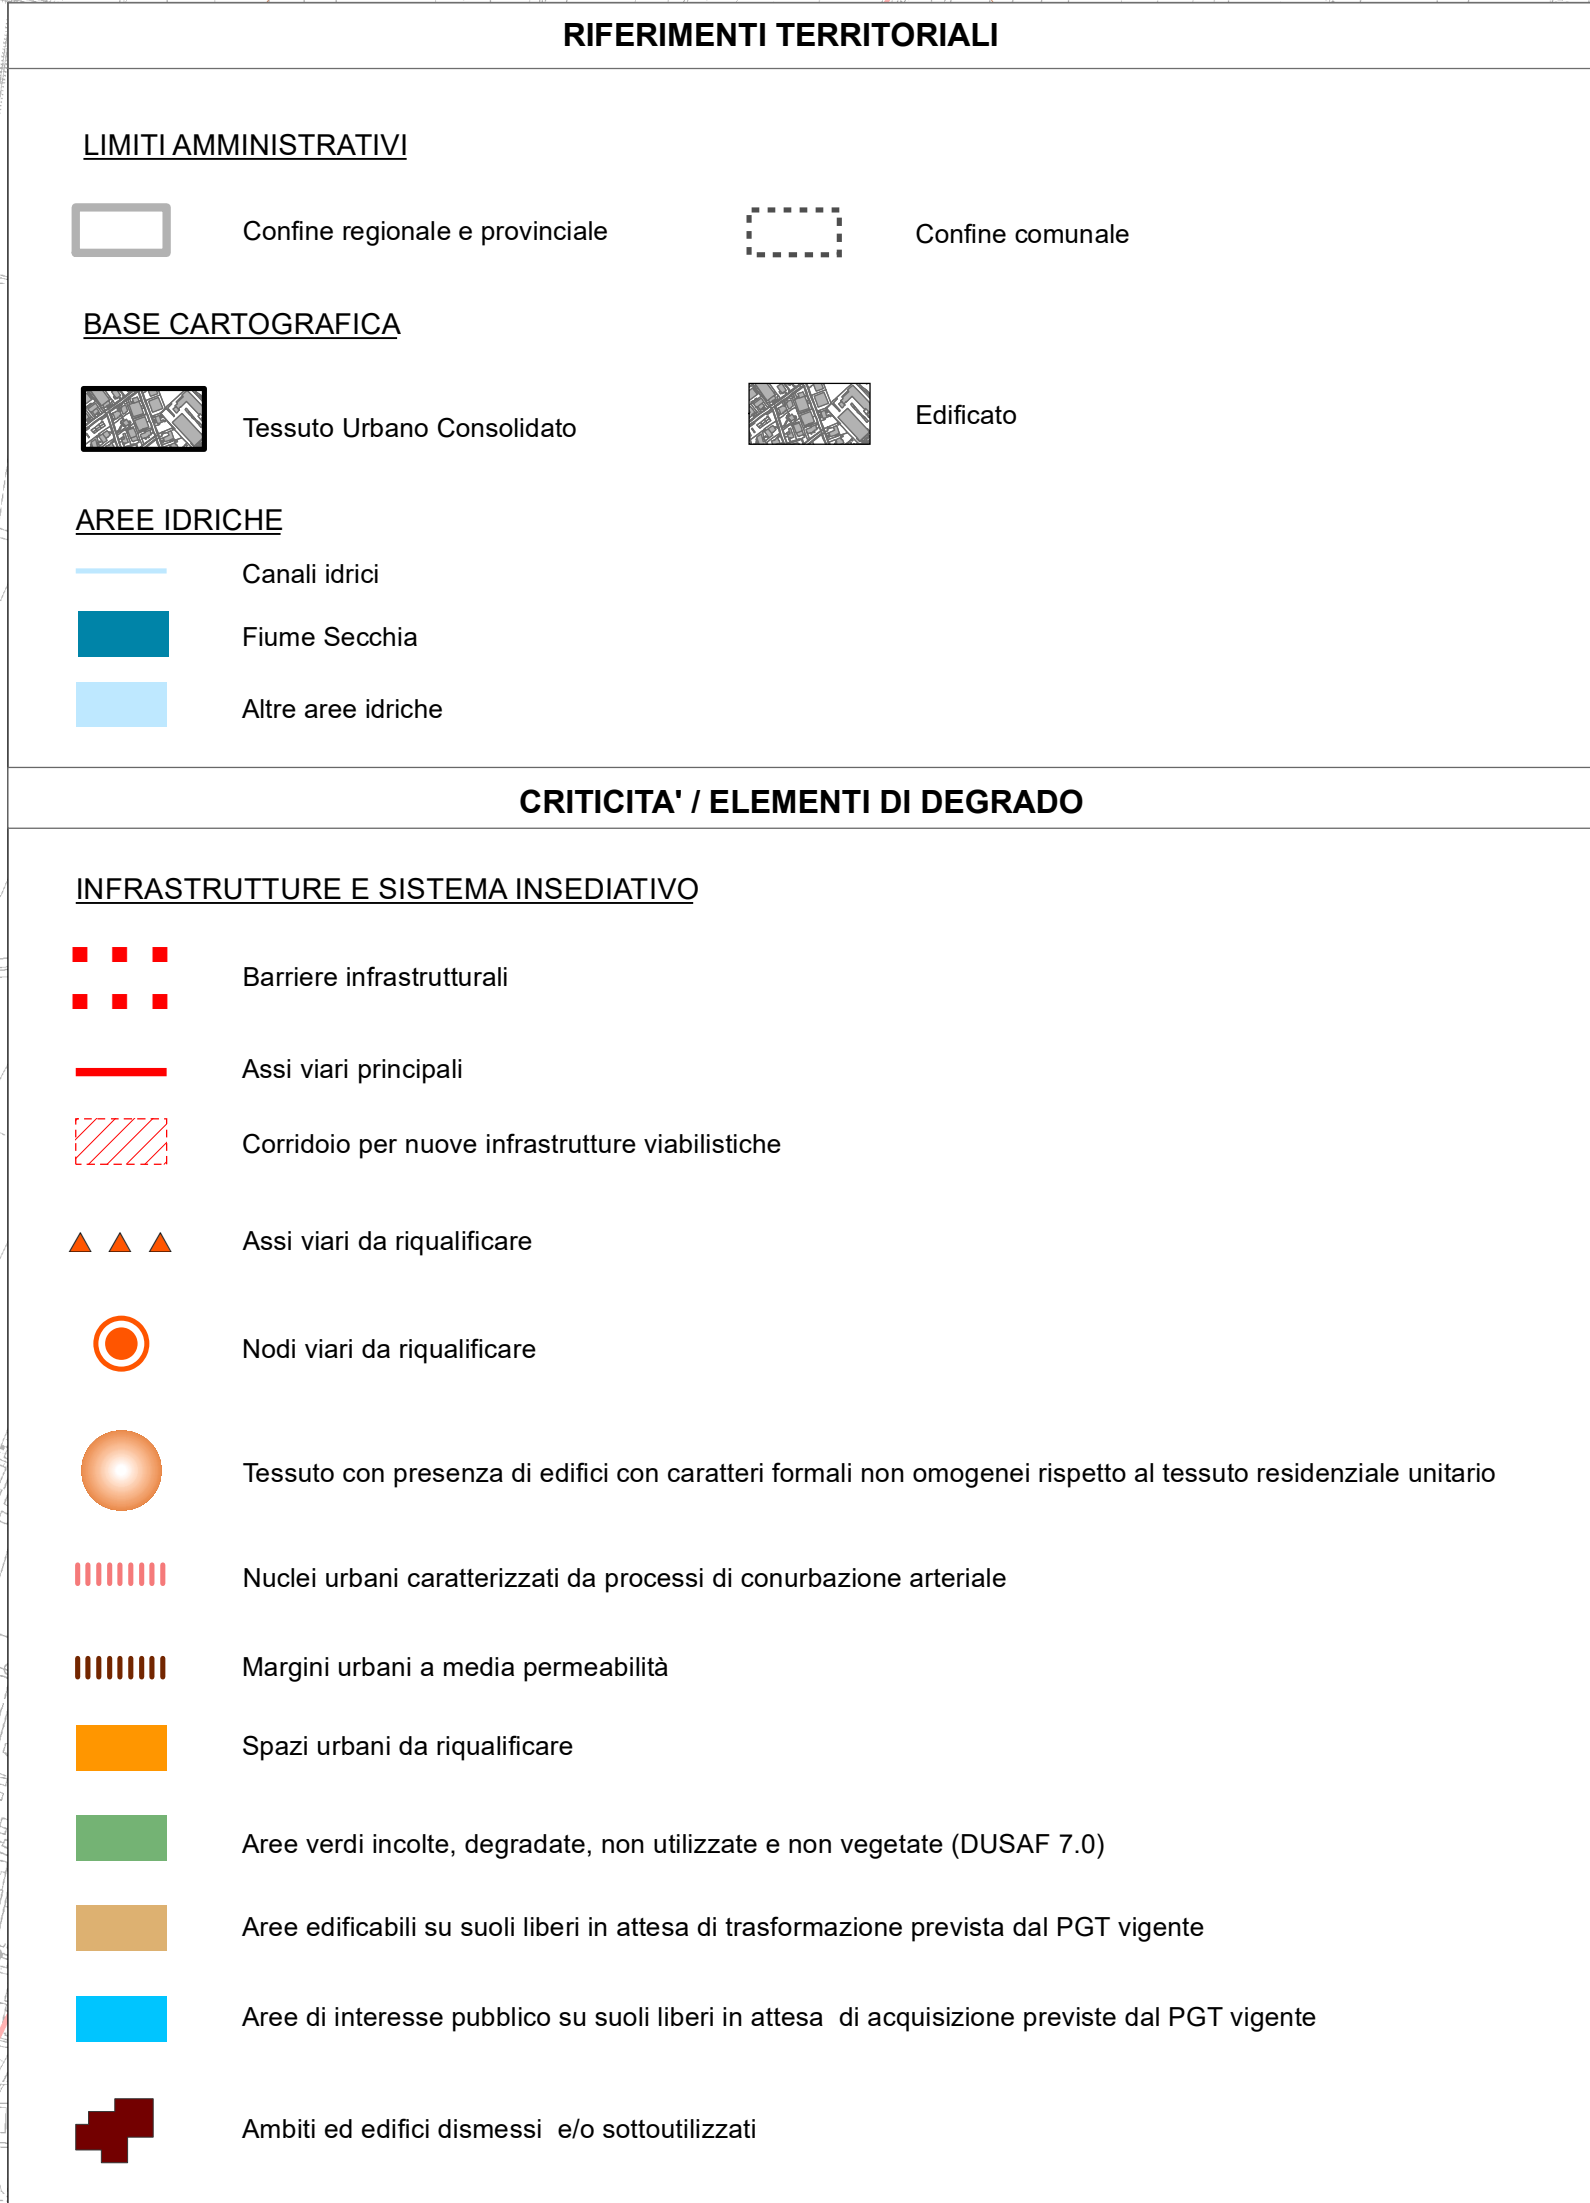 RIFERIMENTI TERRITORIALI
LIMITI AMMINISTRATIVI
Confine regionale e provinciale
Confine comunale
BASE CARTOGRAFICA
Tessuto Urbano Consolidato
Edificato
AREE IDRICHE
Canali idrici
Fiume Secchia
Altre aree idriche
CRITICITA' / ELEMENTI DI DEGRADO
INFRASTRUTTURE E SISTEMA INSEDIATIVO
Barriere infrastrutturali
Assi viari principali
Corridoio per nuove infrastrutture viabilistiche
Assi viari da riqualificare
Nodi viari da riqualificare
Tessuto con presenza di edifici con caratteri formali non omogenei rispetto al tessuto residenziale unitario
Nuclei urbani caratterizzati da processi di conurbazione arteriale
Margini urbani a media permeabilità
Spazi urbani da riqualificare
Aree verdi incolte, degradate, non utilizzate e non vegetate (DUSAF 7.0)
Aree edificabili su suoli liberi in attesa di trasformazione prevista dal PGT vigente
Aree di interesse pubblico su suoli liberi in attesa  di acquisizione previste dal PGT vigente
Ambiti ed edifici dismessi  e/o sottoutilizzati